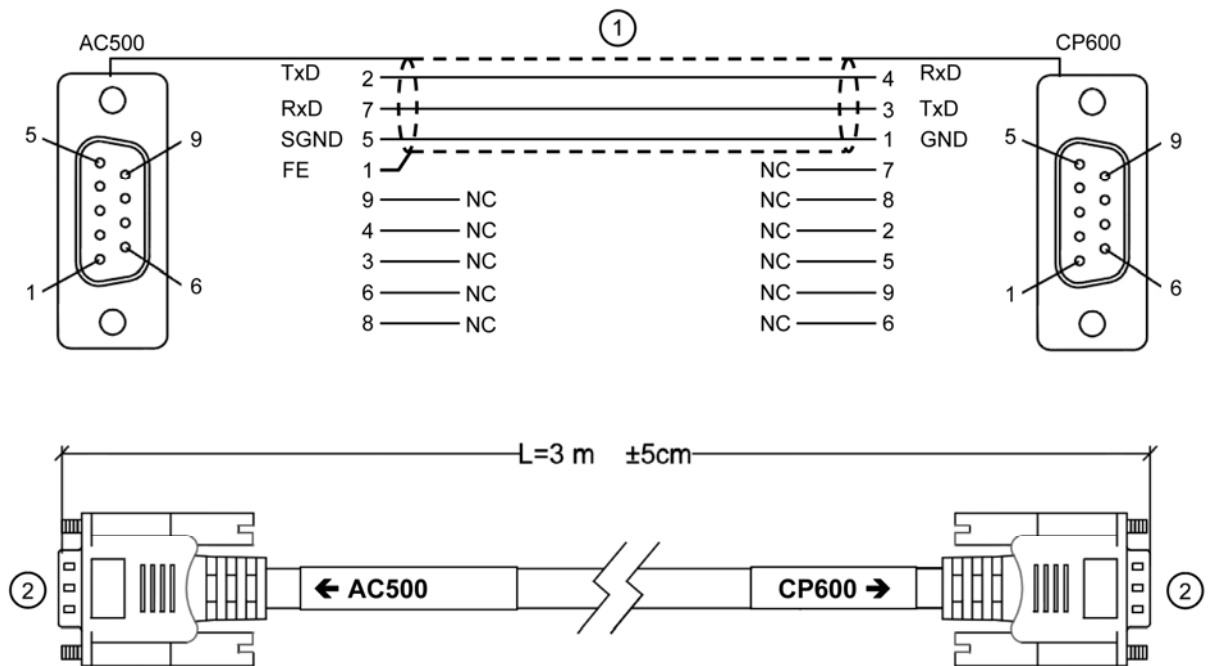 1
AC500 CP600
TxD 2 4 RxD
RxD 7 3 TxD
SGND 5 1 GND
FE 1 NC 7
9 NC NC 8
4 NC NC 2
3 NC NC 5
6 NC NC 9
8 NC NC 6
5 9 5 9
1 6 1 6
L=3 m ±5cm
2 ← AC500 CP600 → 2